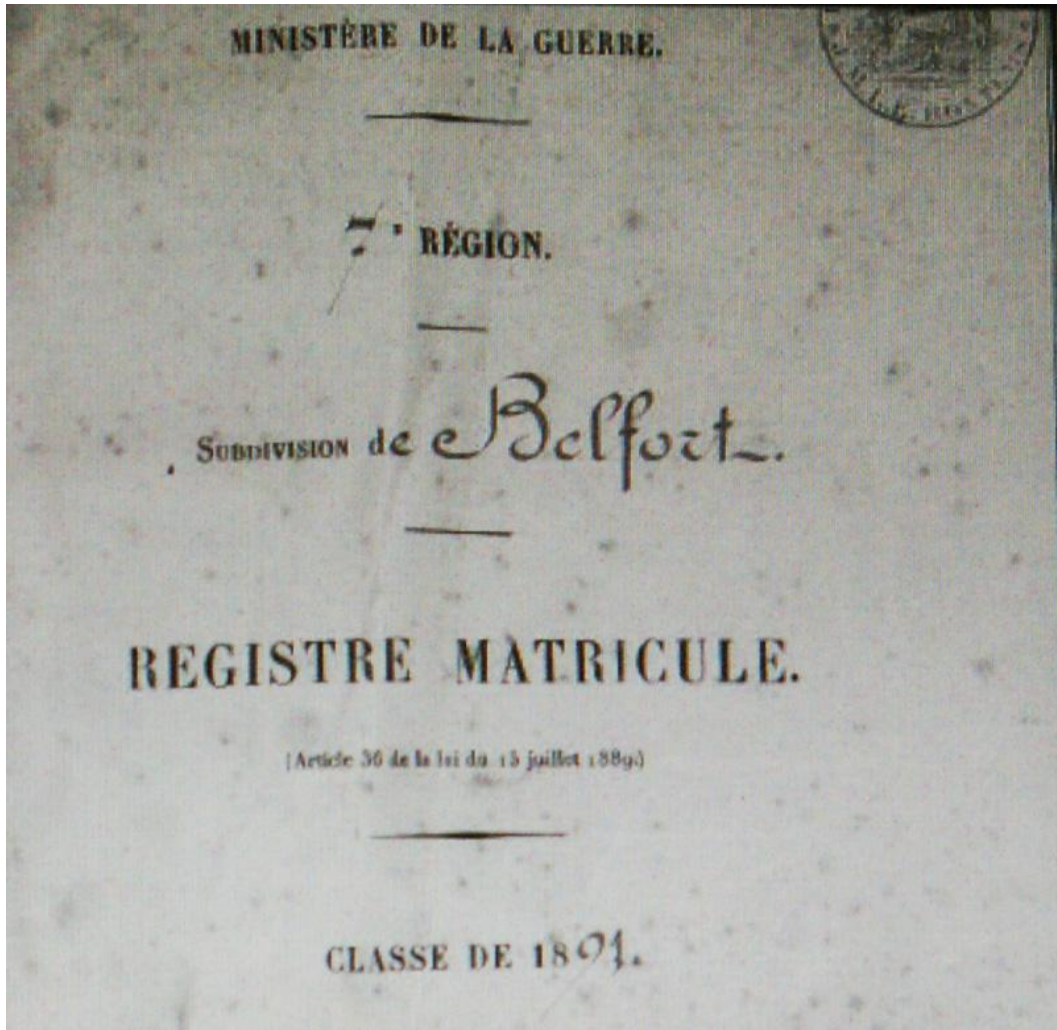 MINISTÈRE DE LA GUERRE.
7e RÉGION.
SUBDIVISION de Belfort.
REGISTRE MATRICULE.
(Article 36 de la loi du 15 juillet 1889.)
CLASSE DE 1891.